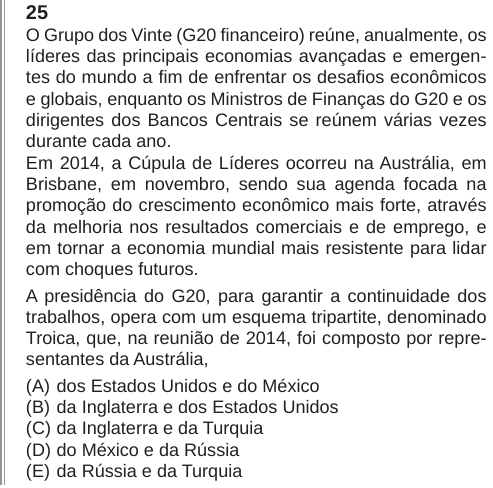 25
O Grupo dos Vinte (G20 financeiro) reúne, anualmente, os
líderes das principais economias avançadas e emergen-
tes do mundo a fim de enfrentar os desafios econômicos
e globais, enquanto os Ministros de Finanças do G20 e os
dirigentes dos Bancos Centrais se reúnem várias vezes
durante cada ano.
Em 2014, a Cúpula de Líderes ocorreu na Austrália, em
Brisbane, em novembro, sendo sua agenda focada na
promoção do crescimento econômico mais forte, através
da melhoria nos resultados comerciais e de emprego, e
em tornar a economia mundial mais resistente para lidar
com choques futuros.
A presidência do G20, para garantir a continuidade dos
trabalhos, opera com um esquema tripartite, denominado
Troica, que, na reunião de 2014, foi composto por repre-
sentantes da Austrália,
(A) dos Estados Unidos e do México
(B) da Inglaterra e dos Estados Unidos
(C) da Inglaterra e da Turquia
(D) do México e da Rússia
(E) da Rússia e da Turquia